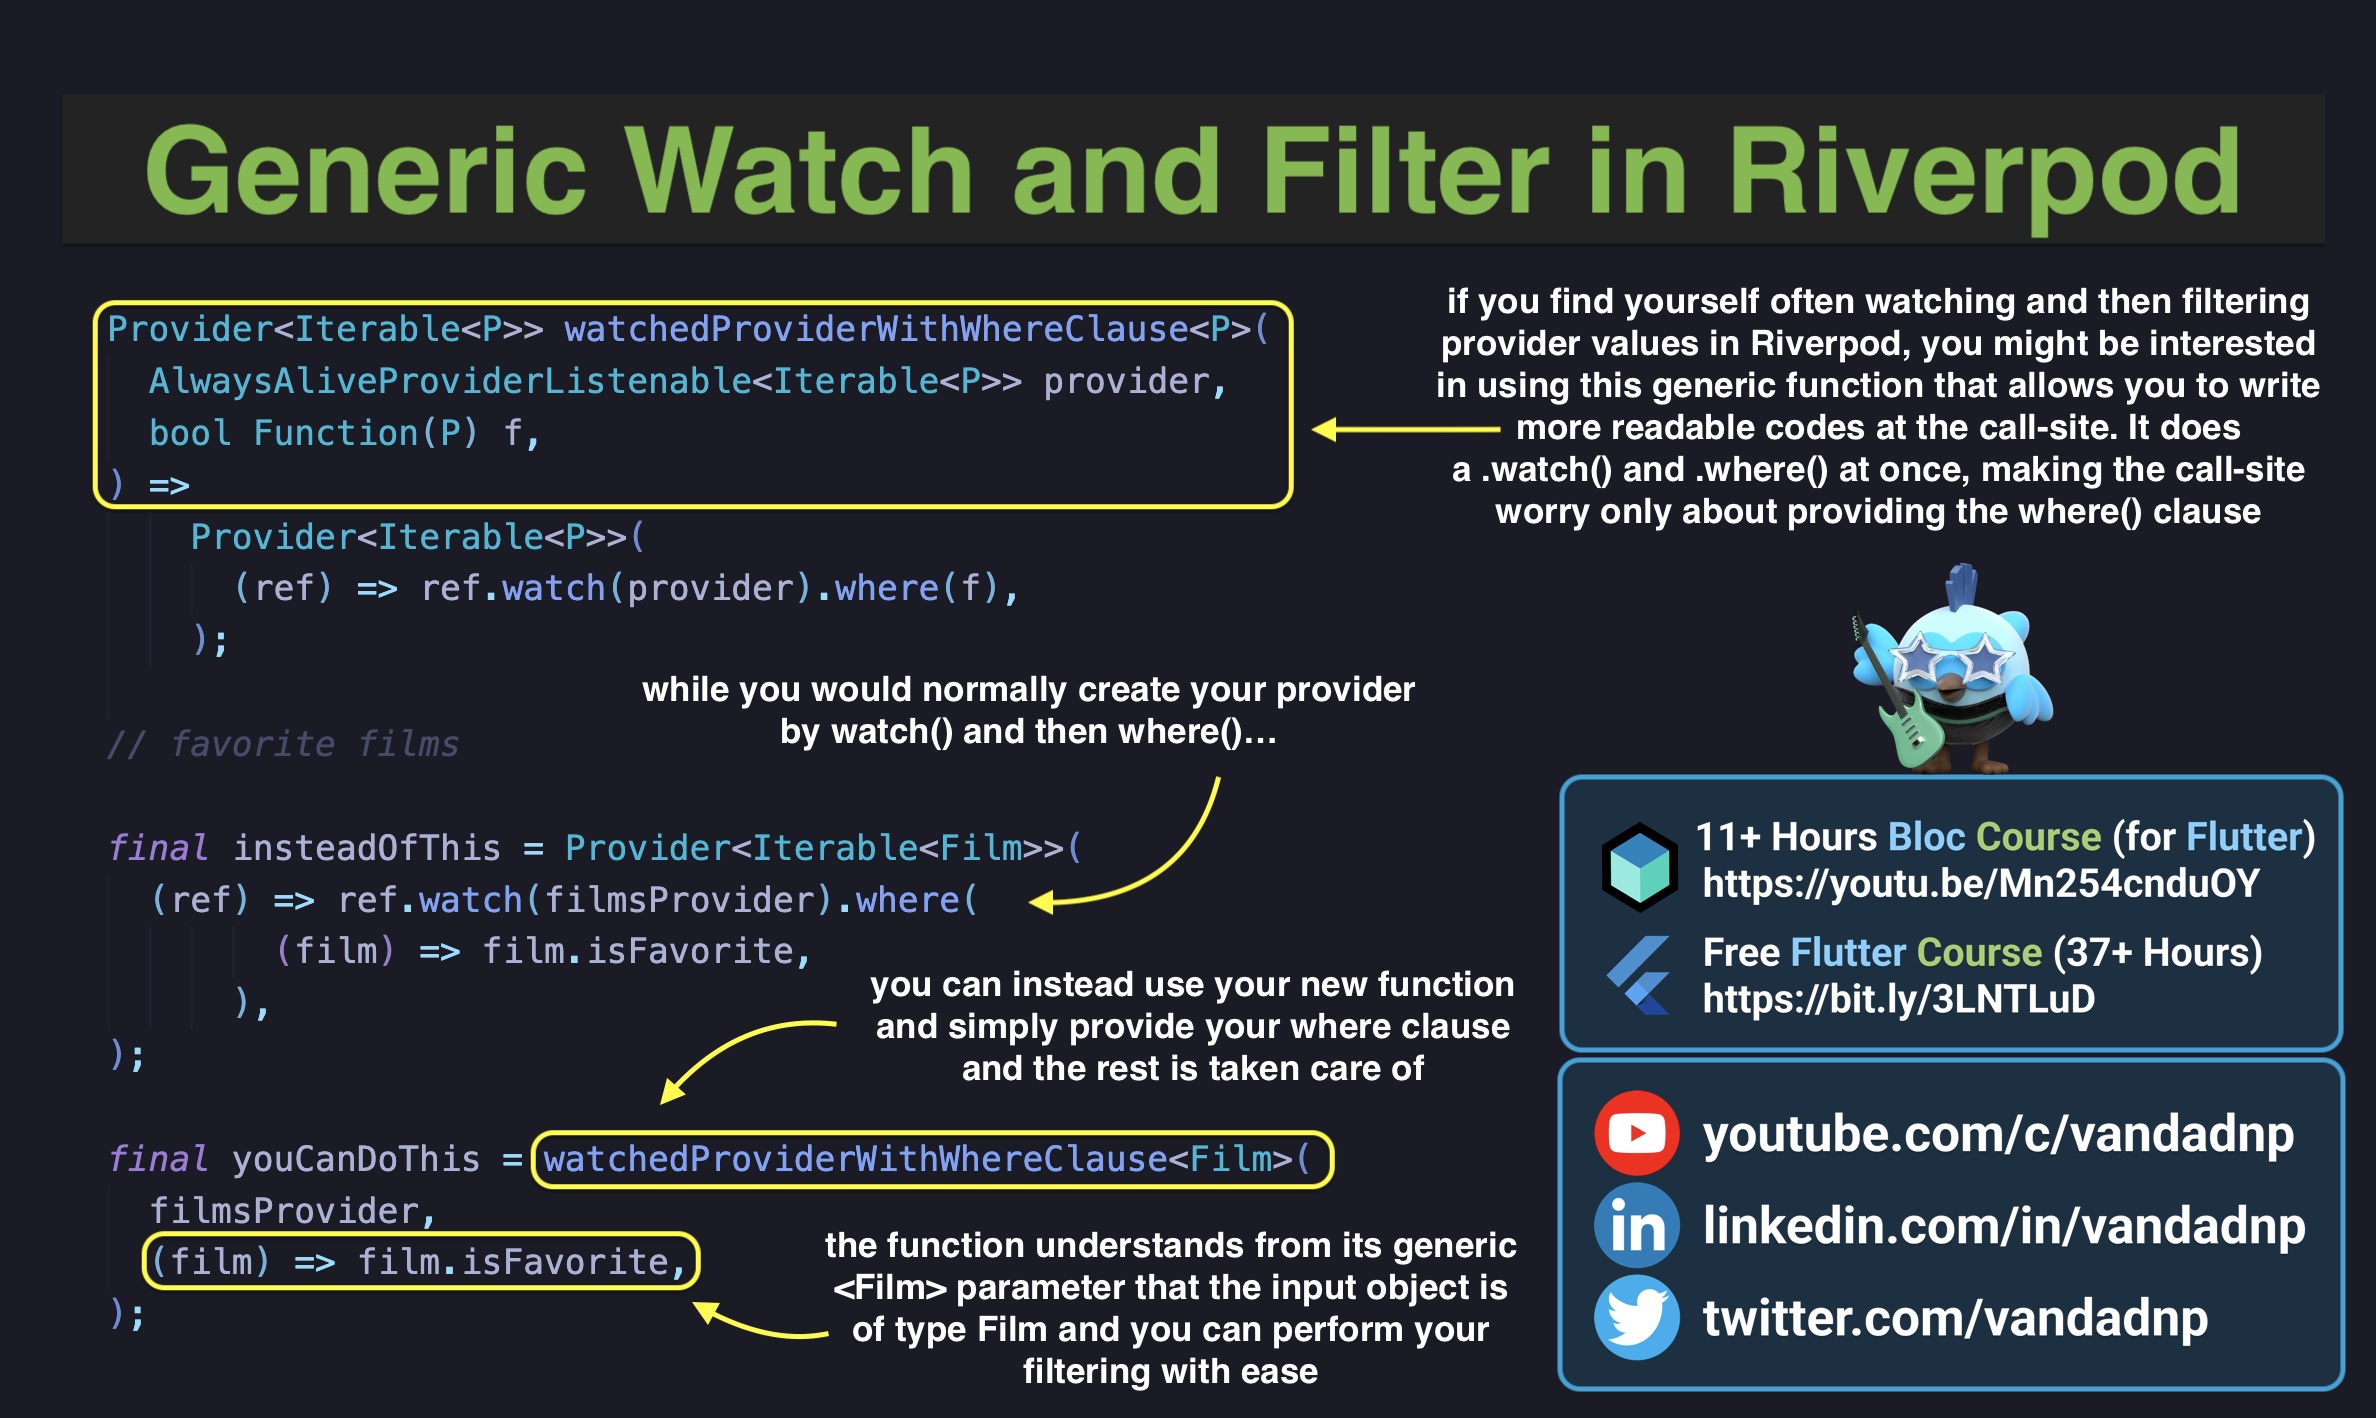 Generic Watch and Filter in Riverpod
Provider<Iterable<P>> watchedProviderWithWhereClause<P>(
AlwaysAliveProviderListenable<Iterable<P>> provider,
bool Function(P) f,
) =>
Provider<Iterable<P>>(
(ref) => ref.watch(provider).where(f),
);
if you find yourself often watching and then filtering
provider values in Riverpod, you might be interested
in using this generic function that allows you to write
more readable codes at the call-site. It does
a .watch() and .where() at once, making the call-site
worry only about providing the where() clause
while you would normally create your provider
by watch() and then where()...
// favorite films
final insteadOfThis = Provider<Iterable<Film>>(
(ref) => ref.watch(filmsProvider).where(
(film) => film.isFavorite,
),
);
you can instead use your new function
and simply provide your where clause
and the rest is taken care of
final youCanDoThis = watchedProviderWithWhereClause<Film>(
filmsProvider,
(film) => film.isFavorite,
);
the function understands from its generic
<Film> parameter that the input object is
of type Film and you can perform your
filtering with ease
11+ Hours Bloc Course (for Flutter)
https://youtu.be/Mn254cnduOY
Free Flutter Course (37+ Hours)
https://bit.ly/3LNTLuD
youtube.com/c/vandadnp
linkedin.com/in/vandadnp
twitter.com/vandadnp